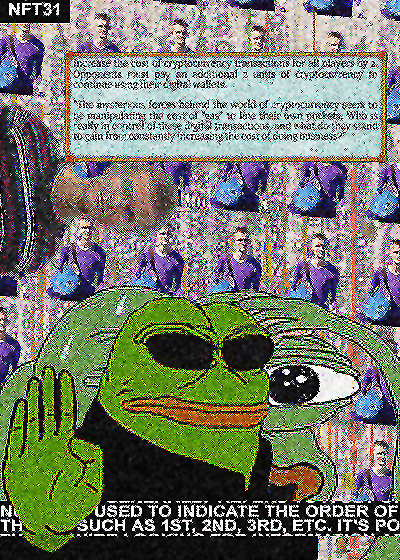 NFT31
Increase the cost of cryptocurrency transactions for all players by 2.
Opponents must pay an additional 2 units of cryptocurrency to
continue using their digital wallets.
"The mysterious forces behind the world of cryptocurrency seem to
be manipulating the cost of "gas" to line their own pockets. Who is
really in control of these digital transactions, and what do they stand
to gain from constantly increasing the cost of doing business?"
USED TO INDICATE THE ORDER OF
TH SUCH AS 1ST, 2ND, 3RD, ETC. IT'S PO